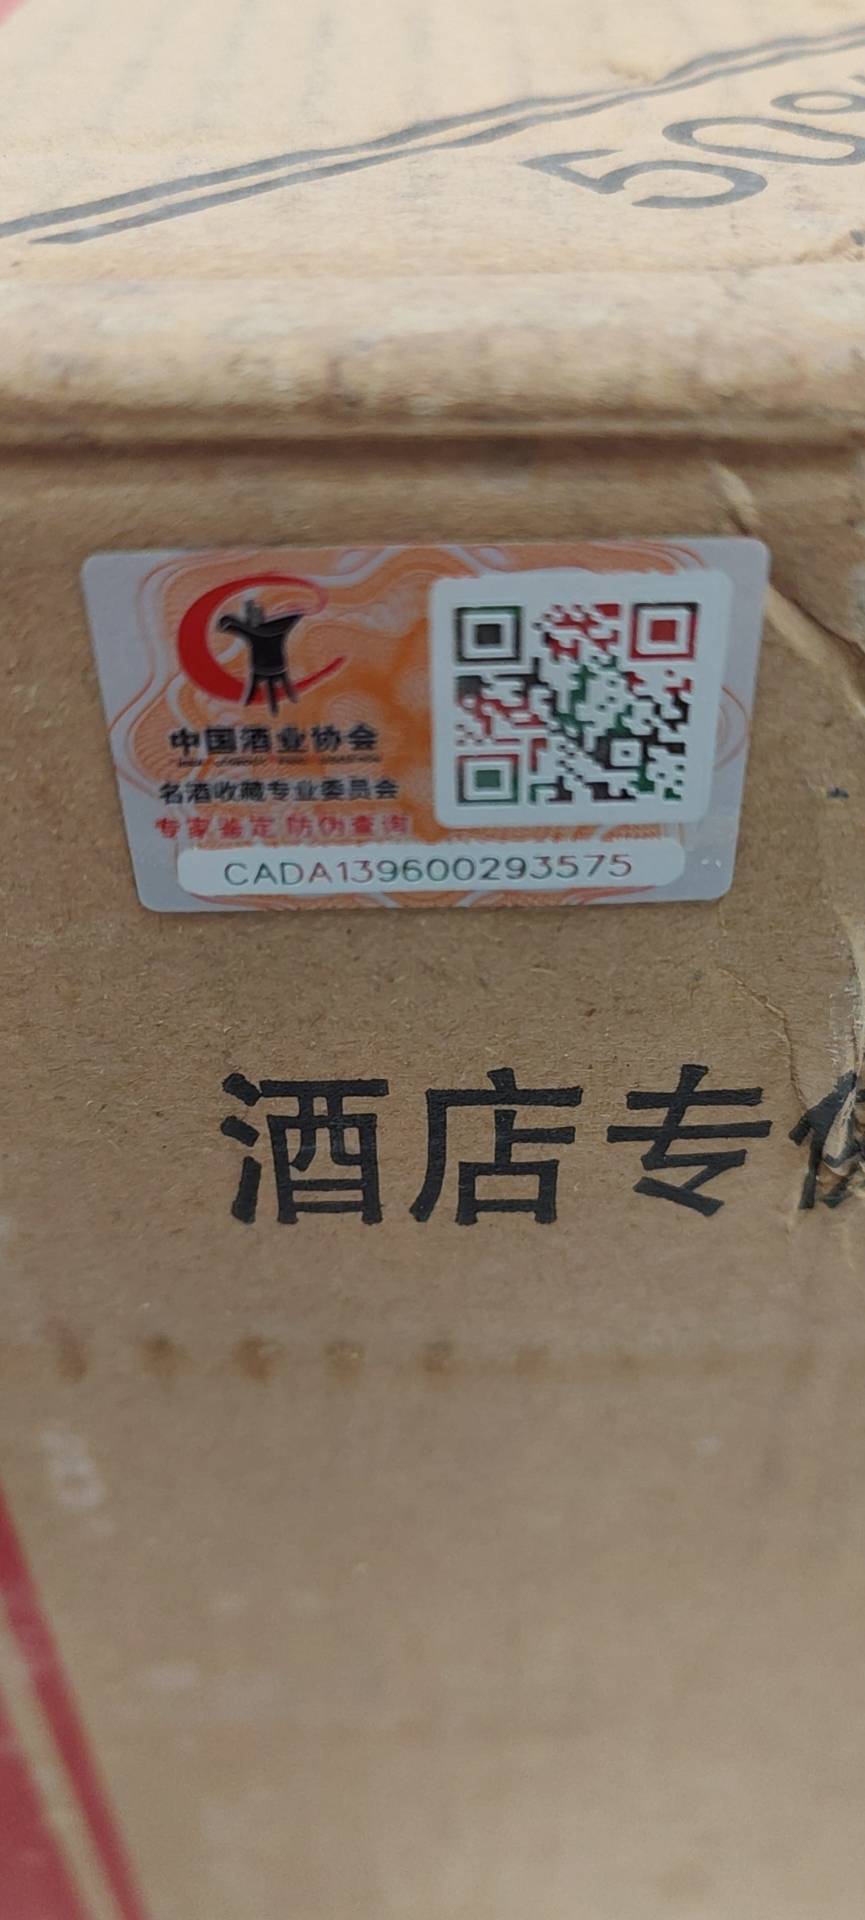 50°
中国酒业协会
名酒收藏专业委员会
专家鉴定 防伪查询
CADA139600293575
酒店专